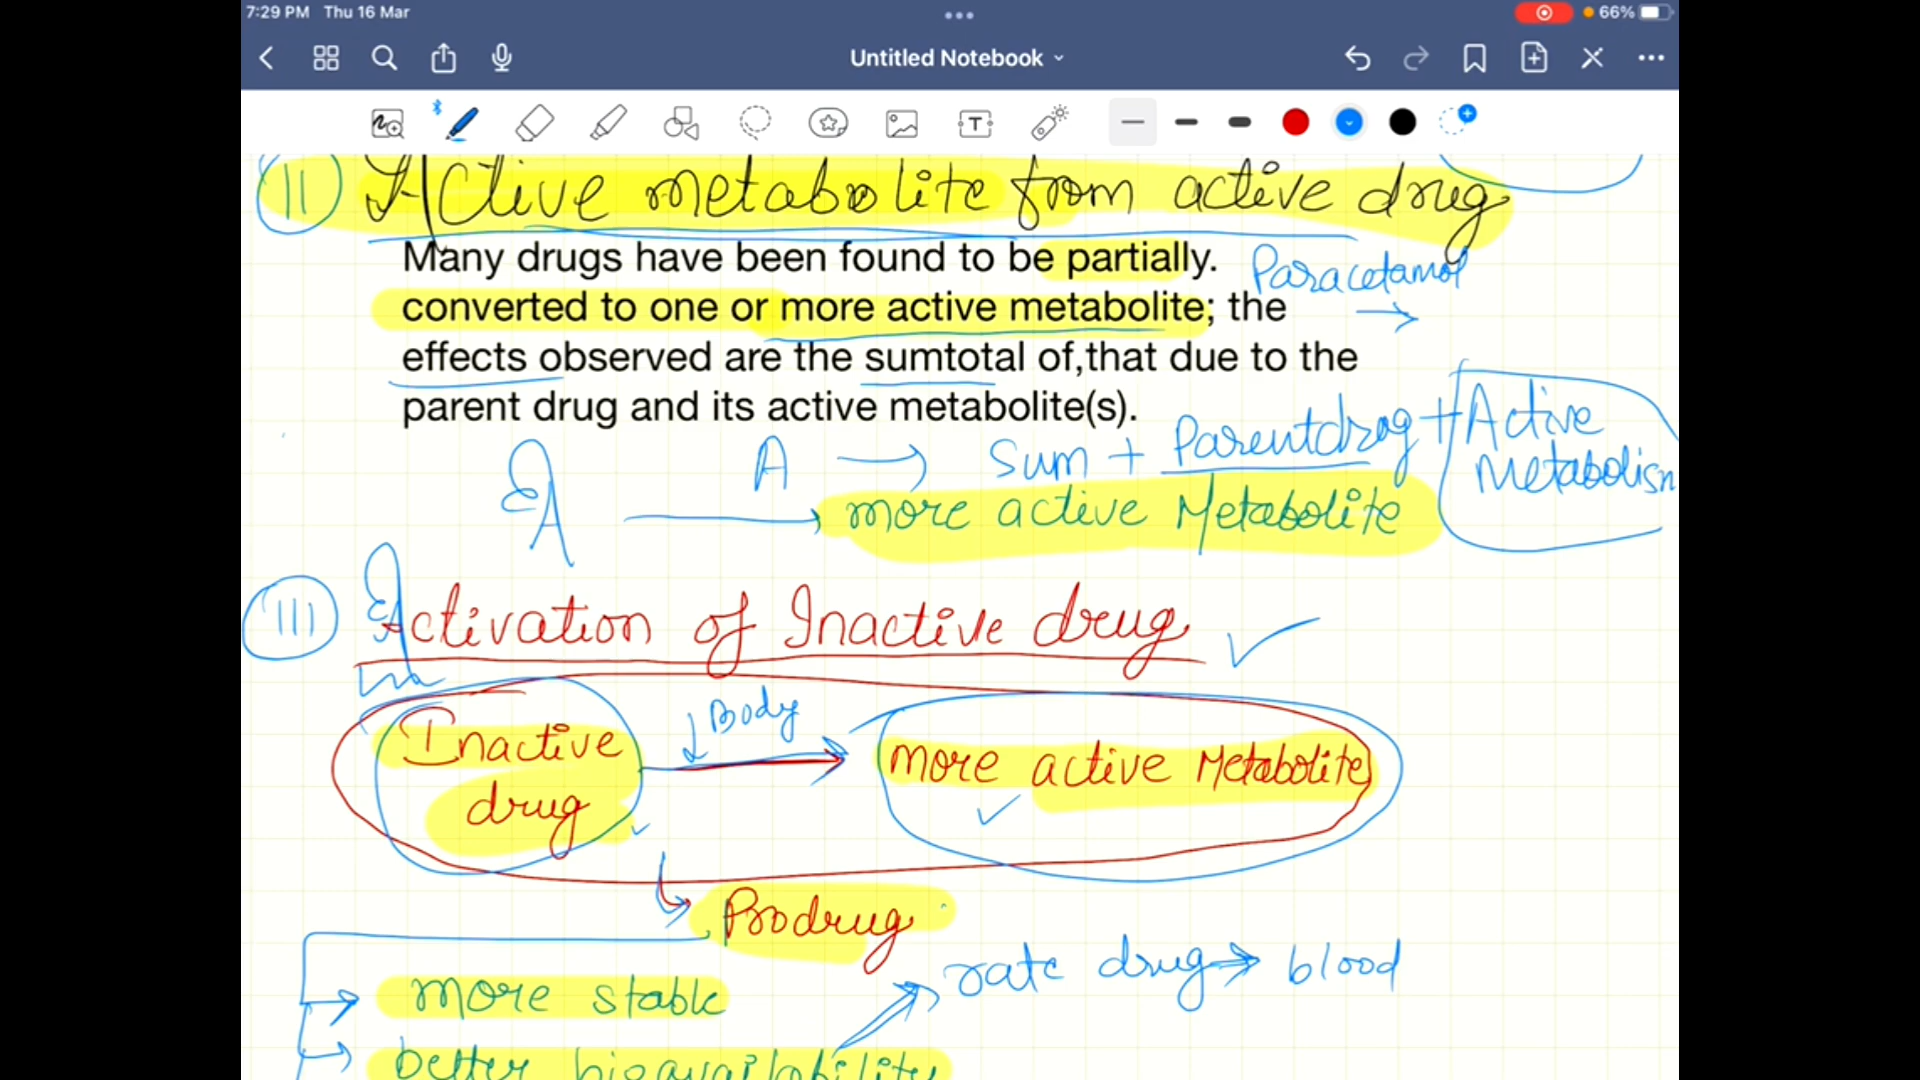 7:29 PM Thu 16 Mar
66%
Untitled Notebook
T
II Active metabolite from active drug
Many drugs have been found to be partially.
Paracetamol →
converted to one or more active metabolite; the
effects observed are the sumtotal of,that due to the
parent drug and its active metabolite(s).
A → Sum + Parentdrog + Active
Metabolism
A → more active Metabolite
III Activation of Inactive drug
Body
Inactive
drug
more active Metabolite
Prodrug
rate drug → blood
more stable
better bioavailability